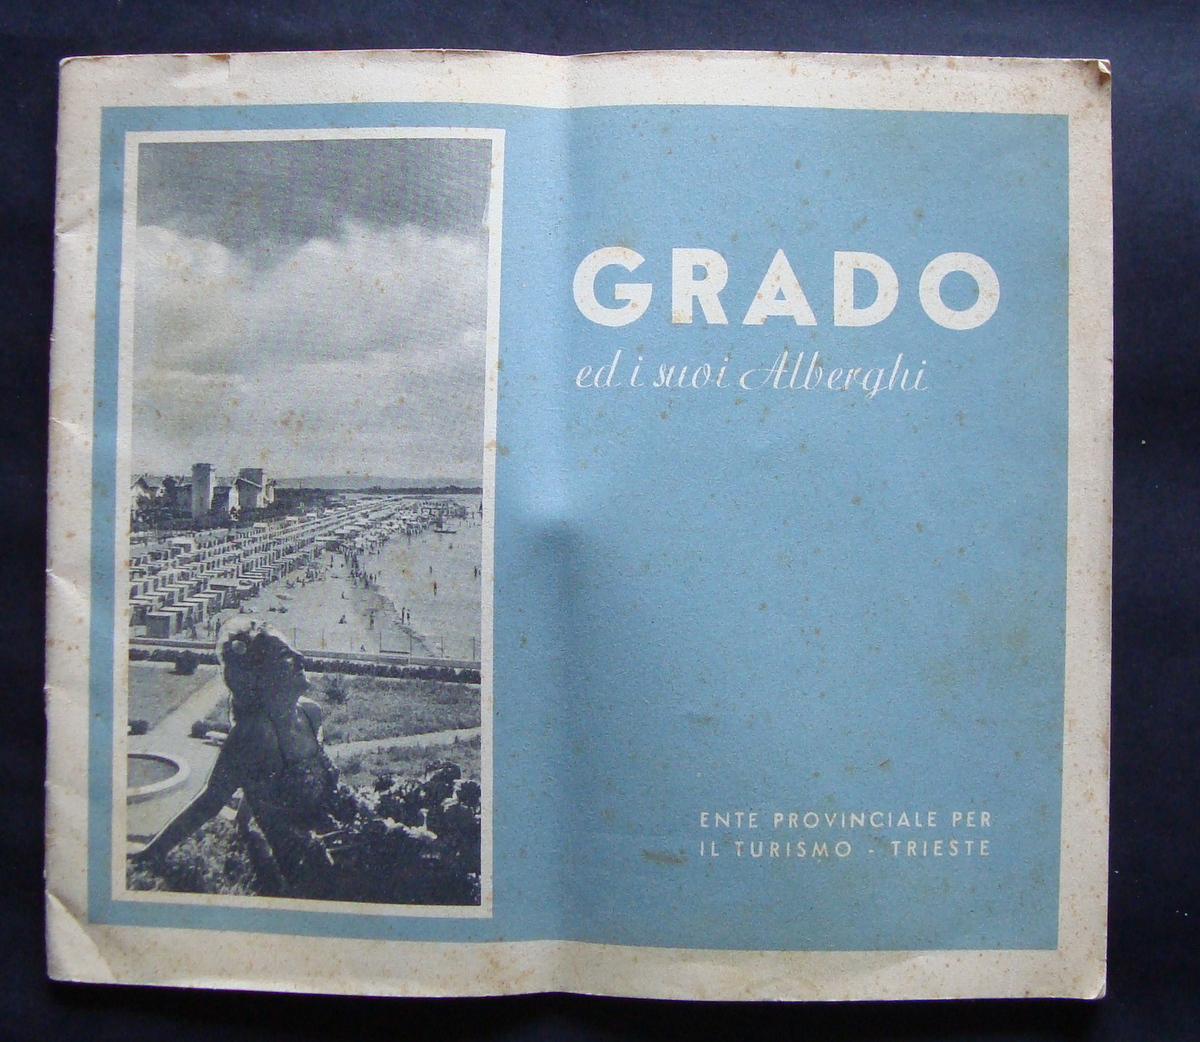 GRADO
ed i suoi Alberghi
ENTE PROVINCIALE PER
IL TURISMO - TRIESTE